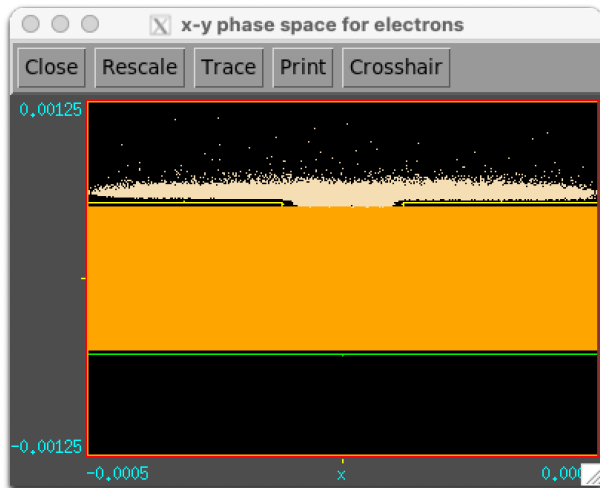 x-y phase space for electrons
Close Rescale Trace Print Crosshair
0.00125
-0.00125
-0.0005 x